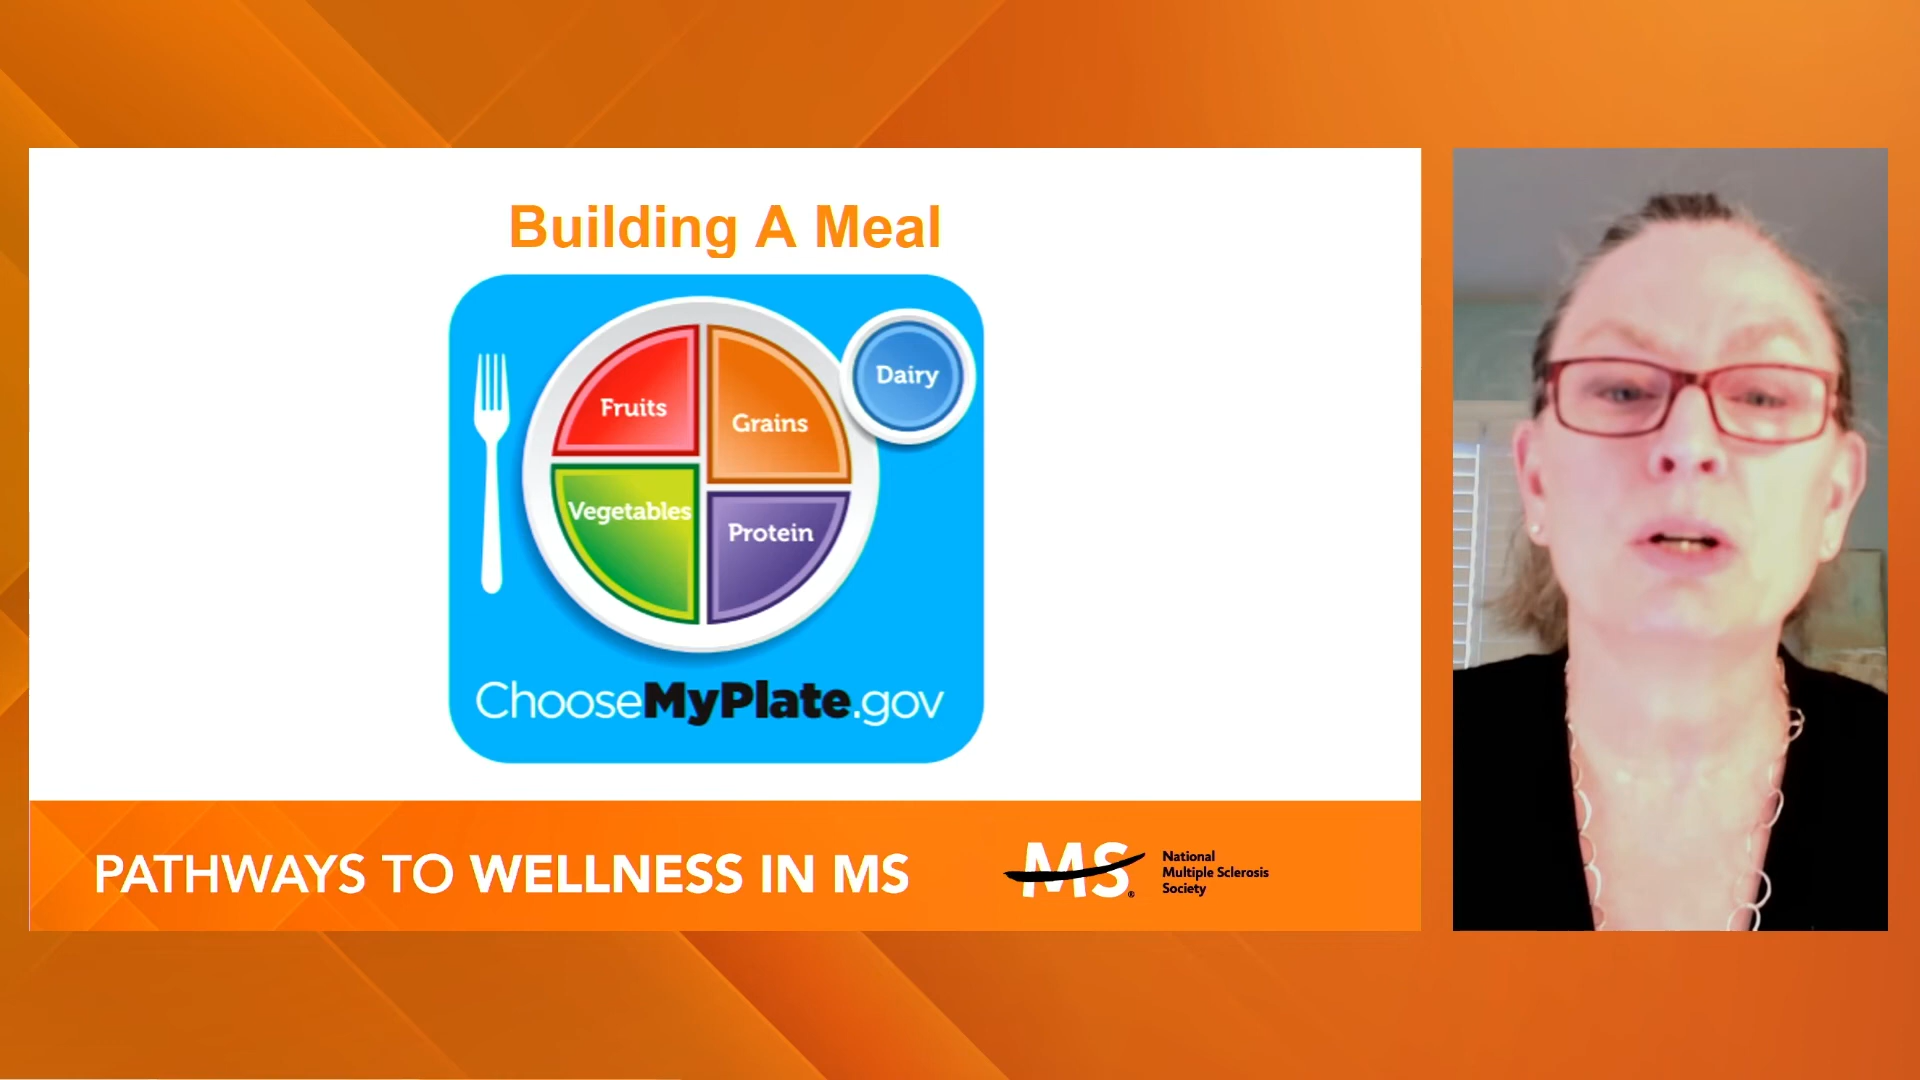 Building A Meal
Fruits
Grains
Dairy
Vegetables
Protein
ChooseMyPlate.gov
PATHWAYS TO WELLNESS IN MS
MS®
National
Multiple Sclerosis
Society